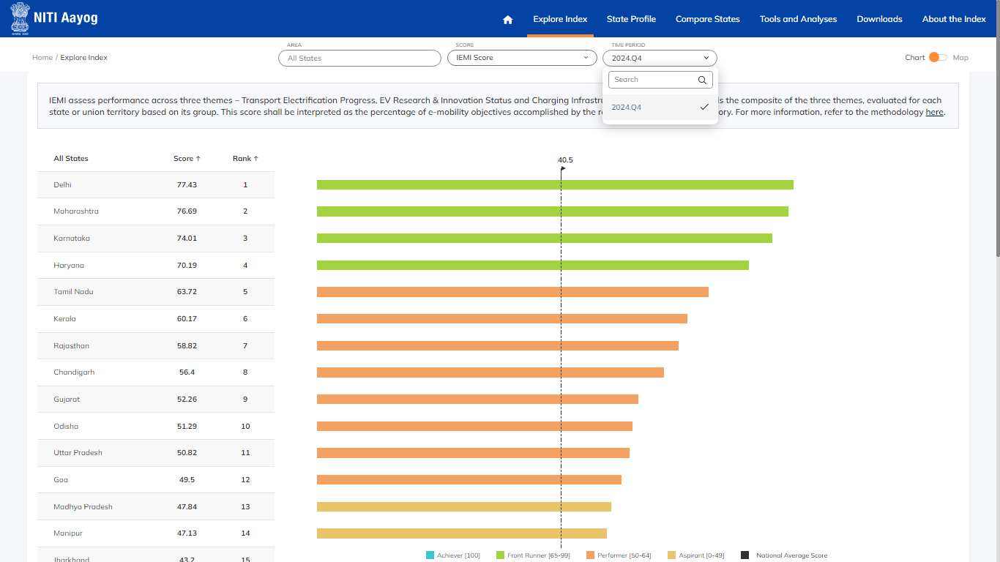 NITI Aayog
Explore Index
State Profile
Compare States
Tools and Analyses
Downloads
About the Index
Home / Explore Index
AREA
All States
SCORE
IEMI Score
TIME PERIOD
2024.Q4
Chart
Map
Search
2024.Q4
IEMI assess performance across three themes – Transport Electrification Progress, EV Research & Innovation Status and Charging is the composite of the three themes, evaluated for each
state or union territory based on its group. This score shall be interpreted as the percentage of e-mobility objectives accomplished by the For more information, refer to the methodology here.
All States Score ↑ Rank ↑
40.5
Delhi 77.43 1
Maharashtra 76.69 2
Karnataka 74.01 3
Haryana 70.19 4
Tamil Nadu 63.72 5
Kerala 60.17 6
Rajasthan 58.82 7
Chandigarh 56.4 8
Gujarat 52.26 9
Odisha 51.29 10
Uttar Pradesh 50.82 11
Goa 49.5 12
Madhya Pradesh 47.84 13
Manipur 47.13 14
Jharkhand 43.2 15
Achiever [100] Front Runner [65-99] Performer [50-64] Aspirant [0-49] National Average Score